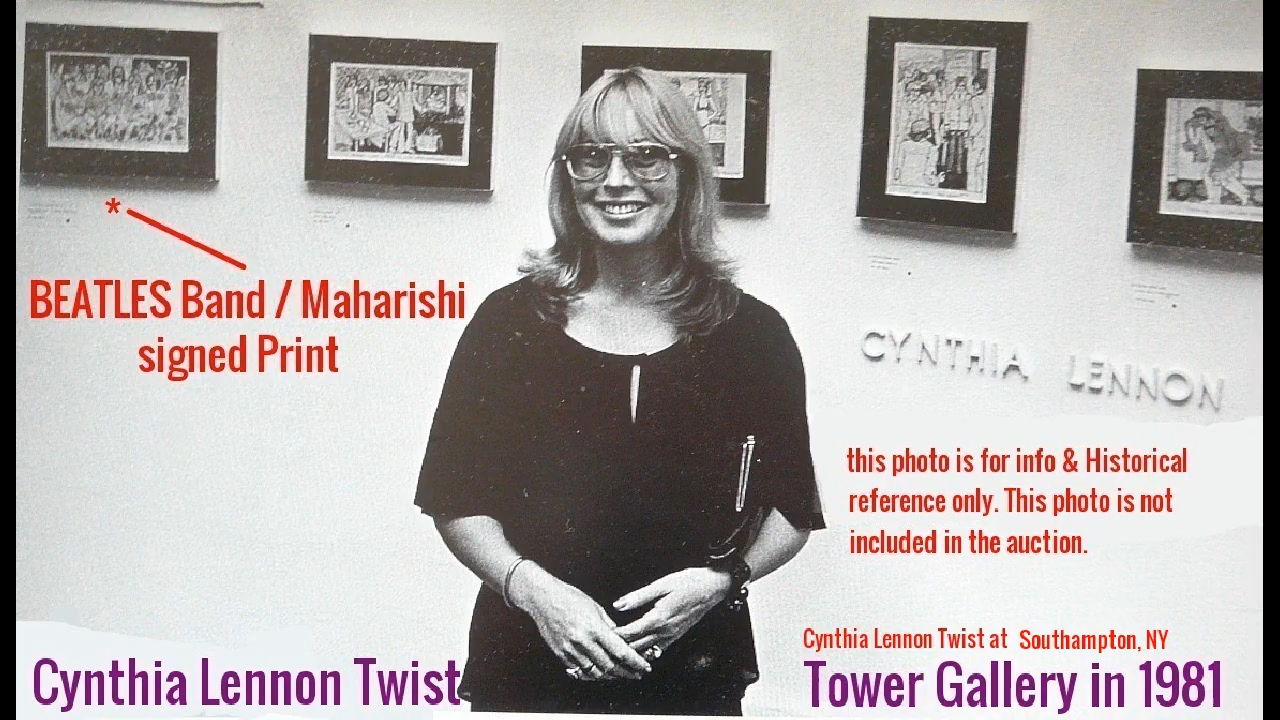 *
BEATLES Band / Maharishi
signed Print
CYNTHIA LENNON
this photo is for info & Historical
reference only. This photo is not
included in the auction.
Cynthia Lennon Twist at Southampton, NY
Cynthia Lennon Twist
Tower Gallery in 1981